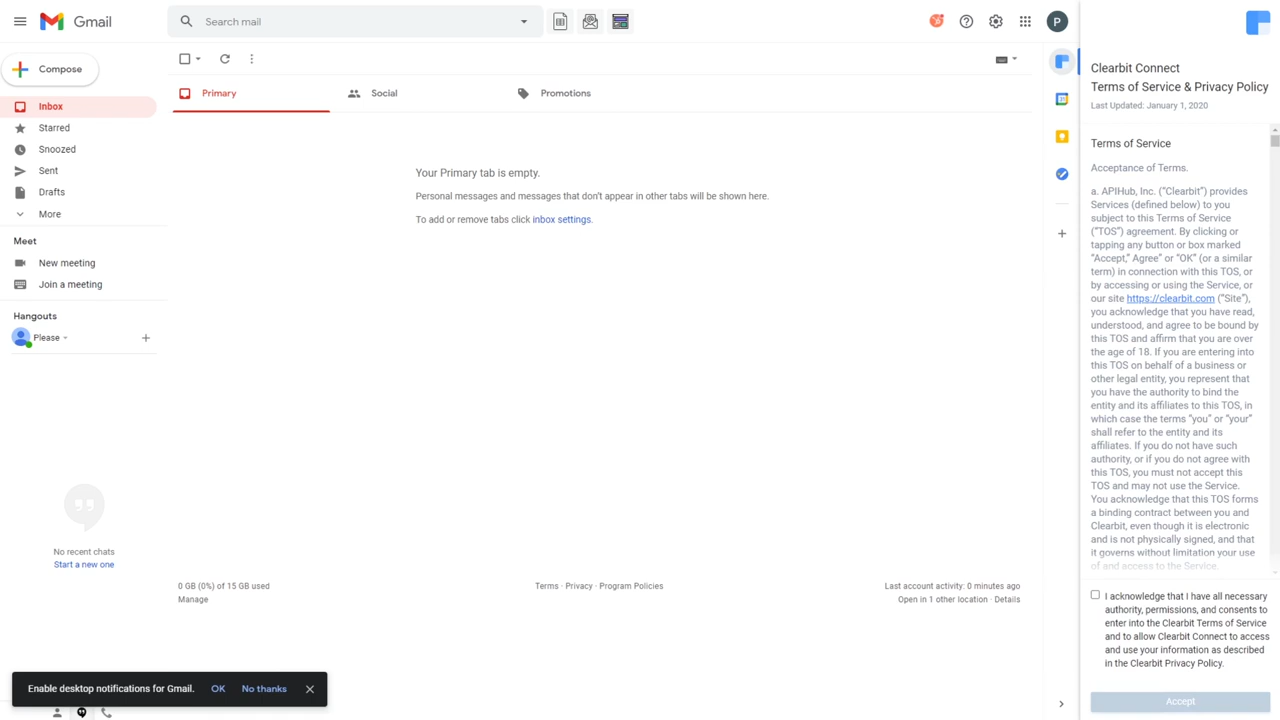 Gmail
Search mail
P
Compose
Inbox
Starred
Snoozed
Sent
Drafts
More
Meet
New meeting
Join a meeting
Hangouts
Please
No recent chats
Start a new one
Primary
Social
Promotions
Your Primary tab is empty.
Personal messages and messages that don't appear in other tabs will be shown here.
To add or remove tabs click inbox settings.
0 GB (0%) of 15 GB used
Manage
Terms · Privacy · Program Policies
Last account activity: 0 minutes ago
Open in 1 other location · Details
Enable desktop notifications for Gmail. OK No thanks
Clearbit Connect
Terms of Service & Privacy Policy
Last Updated: January 1, 2020
Terms of Service
Acceptance of Terms.
a. APIHub, Inc. (“Clearbit”) provides
Services (defined below) to you
subject to this Terms of Service
(“TOS”) agreement. By clicking or
tapping any button or box marked
“Accept,” Agree” or “OK” (or a similar
term) in connection with this TOS, or
by accessing or using the Service, or
our site https://clearbit.com (“Site”),
you acknowledge that you have read,
understood, and agree to be bound by
this TOS and affirm that you are over
the age of 18. If you are entering into
this TOS on behalf of a business or
other legal entity, you represent that
you have the authority to bind the
entity and its affiliates to this TOS, in
which case the terms “you” or “your”
shall refer to the entity and its
affiliates. If you do not have such
authority, or if you do not agree with
this TOS, you must not accept this
TOS and may not use the Service.
You acknowledge that this TOS forms
a binding contract between you and
Clearbit, even though it is electronic
and is not physically signed, and that
it governs without limitation your use
of and access to the Service.
I acknowledge that I have all necessary
authority, permissions, and consents to
enter into the Clearbit Terms of Service
and to allow Clearbit Connect to access
and use your information as described
in the Clearbit Privacy Policy.
Accept